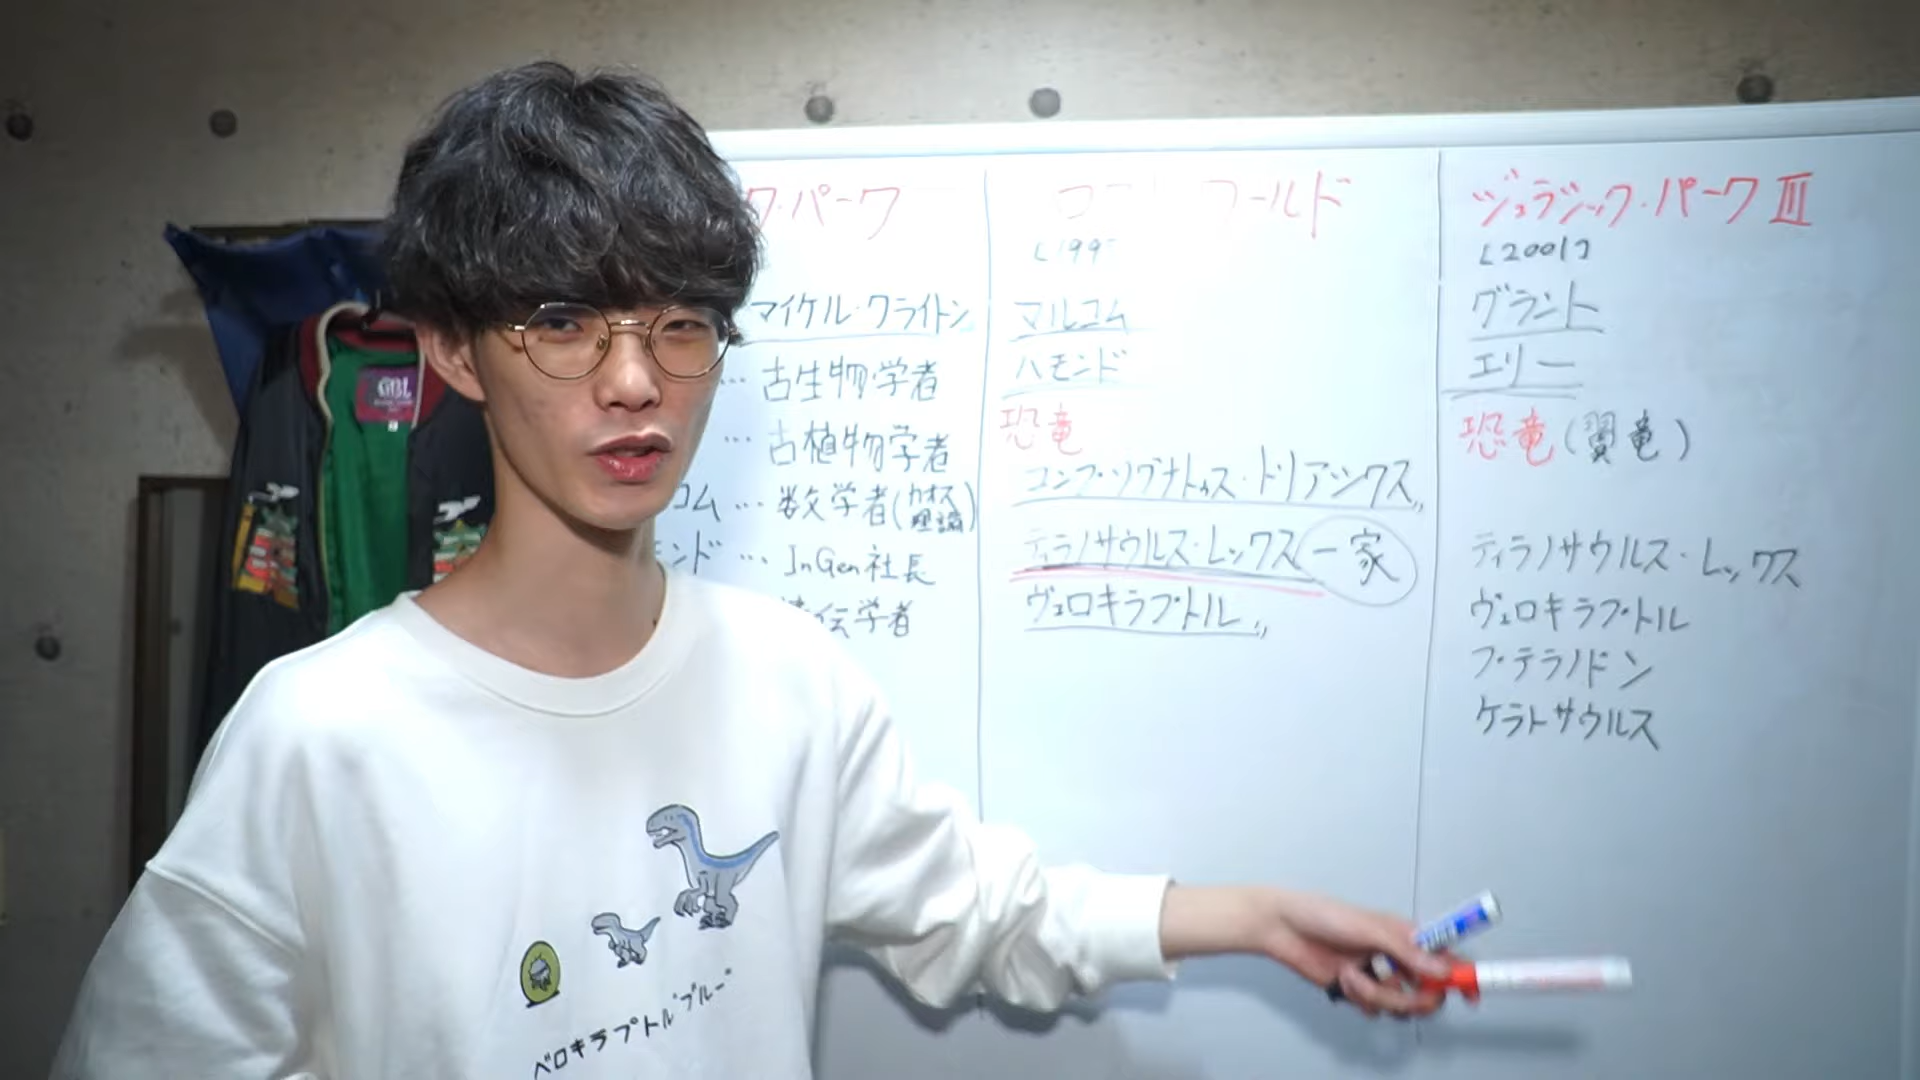 ク・パーク
マイケル・クライトン
… 古生物学者
… 古植物学者
コム … 数学者(カオス理論)
ンド … InGen社長
伝学者
ワールド
マルコム
ハモンド
恐竜
コンプソグナトゥス・トリアシクス
ティラノサウルス・レックス一家
ヴェロキラプトル
ジュラシック・パークⅢ
[2001]
グラント
エリー
恐竜(翼竜)
ティラノサウルス・レックス
ヴェロキラプトル
プテラノドン
ケラトサウルス
GBL
ベロキラプトル"ブルー"